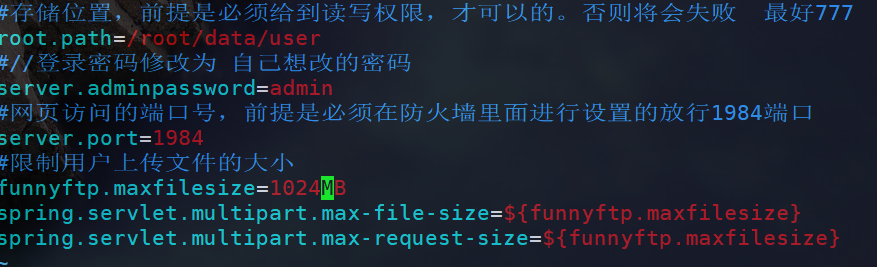 #存储位置，前提是必须给到读写权限，才可以的。否则将会失败  最好777
root.path=/root/data/user
#//登录密码修改为 自己想改的密码
server.adminpassword=admin
#网页访问的端口号，前提是必须在防火墙里面进行设置的放行1984端口
server.port=1984
#限制用户上传文件的大小
funnyftp.maxfilesize=1024MB
spring.servlet.multipart.max-file-size=${funnyftp.maxfilesize}
spring.servlet.multipart.max-request-size=${funnyftp.maxfilesize}
~